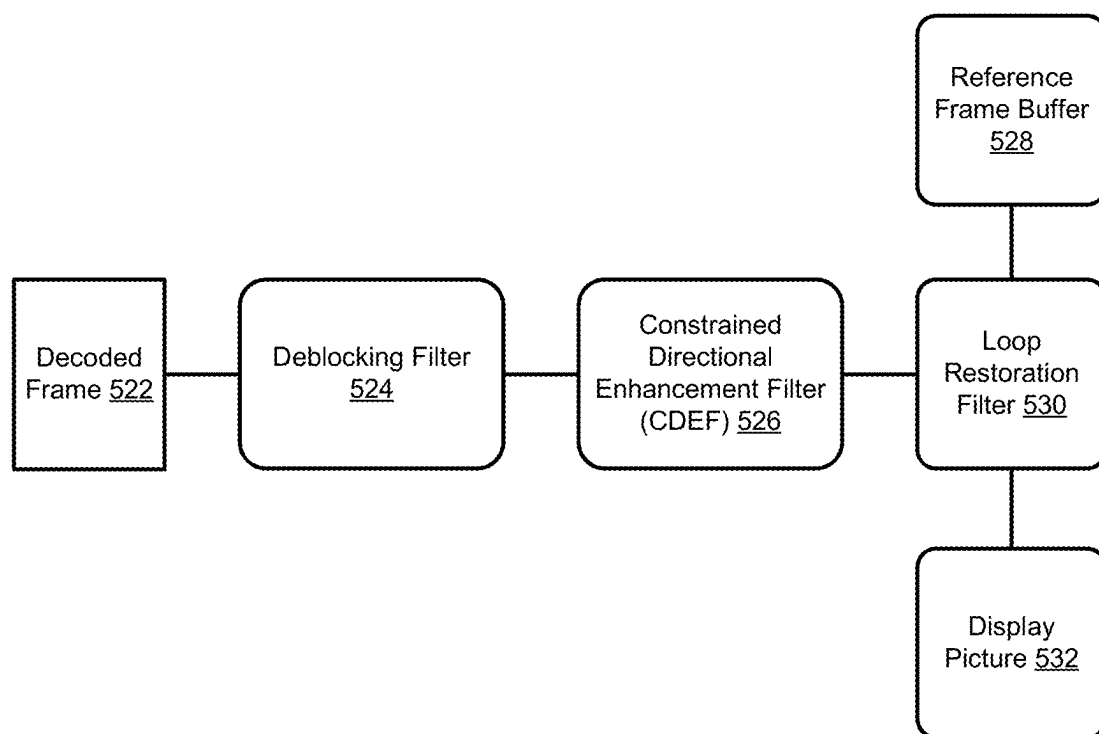 Reference
Frame Buffer
528
Decoded
Frame 522
Deblocking Filter
524
Constrained
Directional
Enhancement Filter
(CDEF) 526
Loop
Restoration
Filter 530
Display
Picture 532